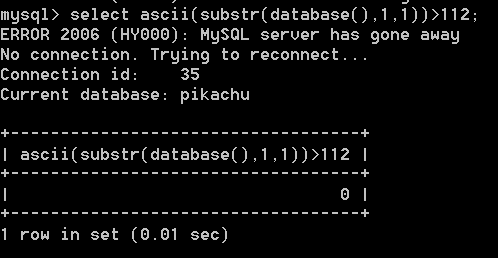 mysql> select ascii(substr(database(),1,1))>112;
ERROR 2006 (HY000): MySQL server has gone away
No connection. Trying to reconnect...
Connection id:    35
Current database: pikachu

+-----------------------------------+
| ascii(substr(database(),1,1))>112 |
+-----------------------------------+
|                                 0 |
+-----------------------------------+
1 row in set (0.01 sec)